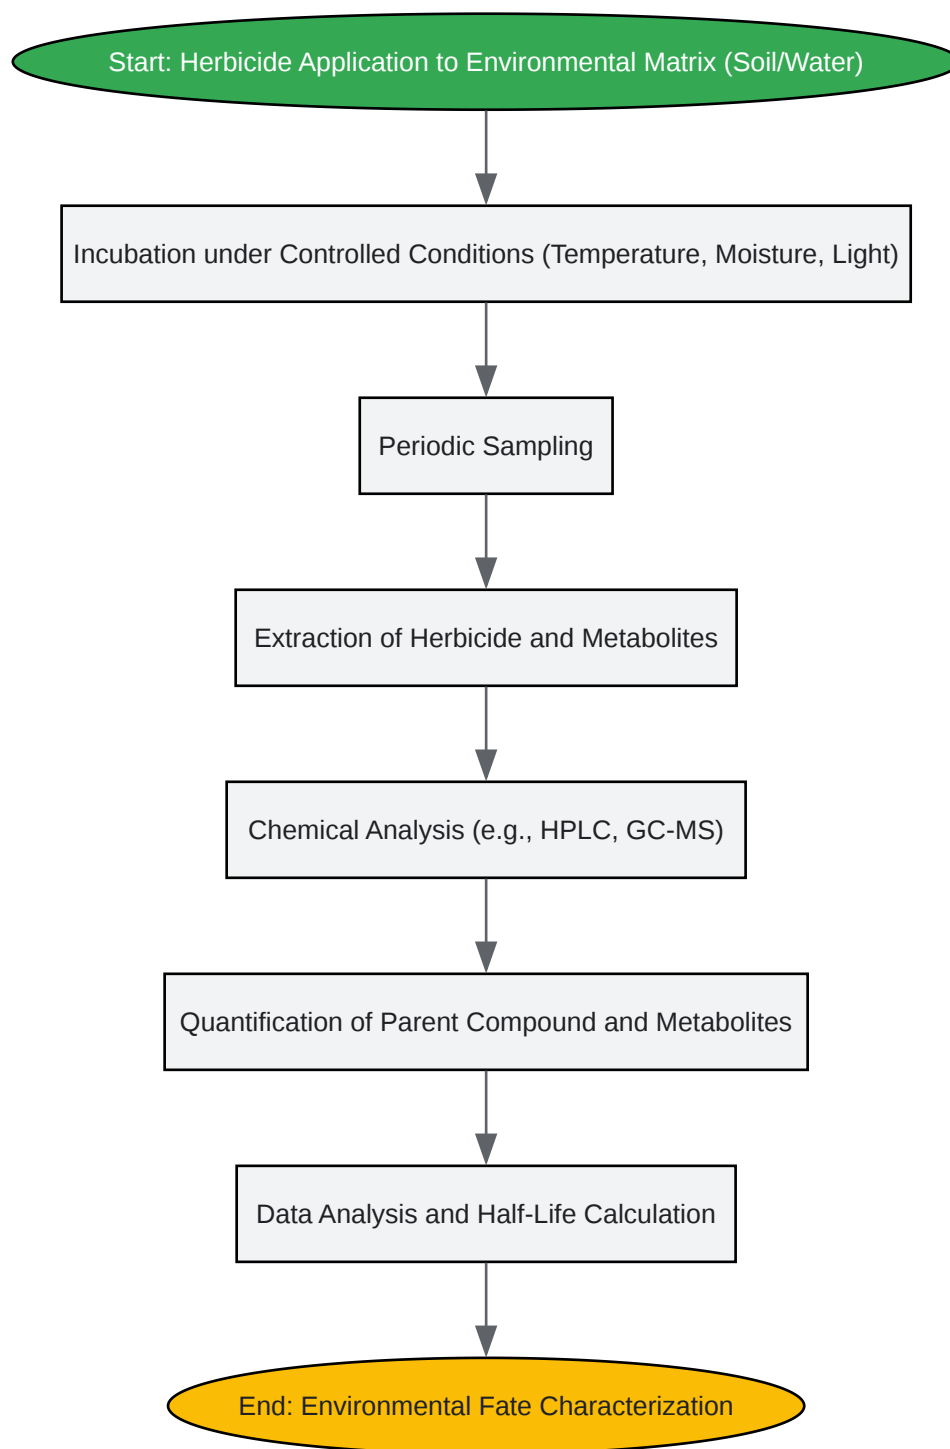 Start: Herbicide Application to Environmental Matrix (Soil/Water)
Incubation under Controlled Conditions (Temperature, Moisture, Light)
Periodic Sampling
Extraction of Herbicide and Metabolites
Chemical Analysis (e.g., HPLC, GC-MS)
Quantification of Parent Compound and Metabolites
Data Analysis and Half-Life Calculation
End: Environmental Fate Characterization